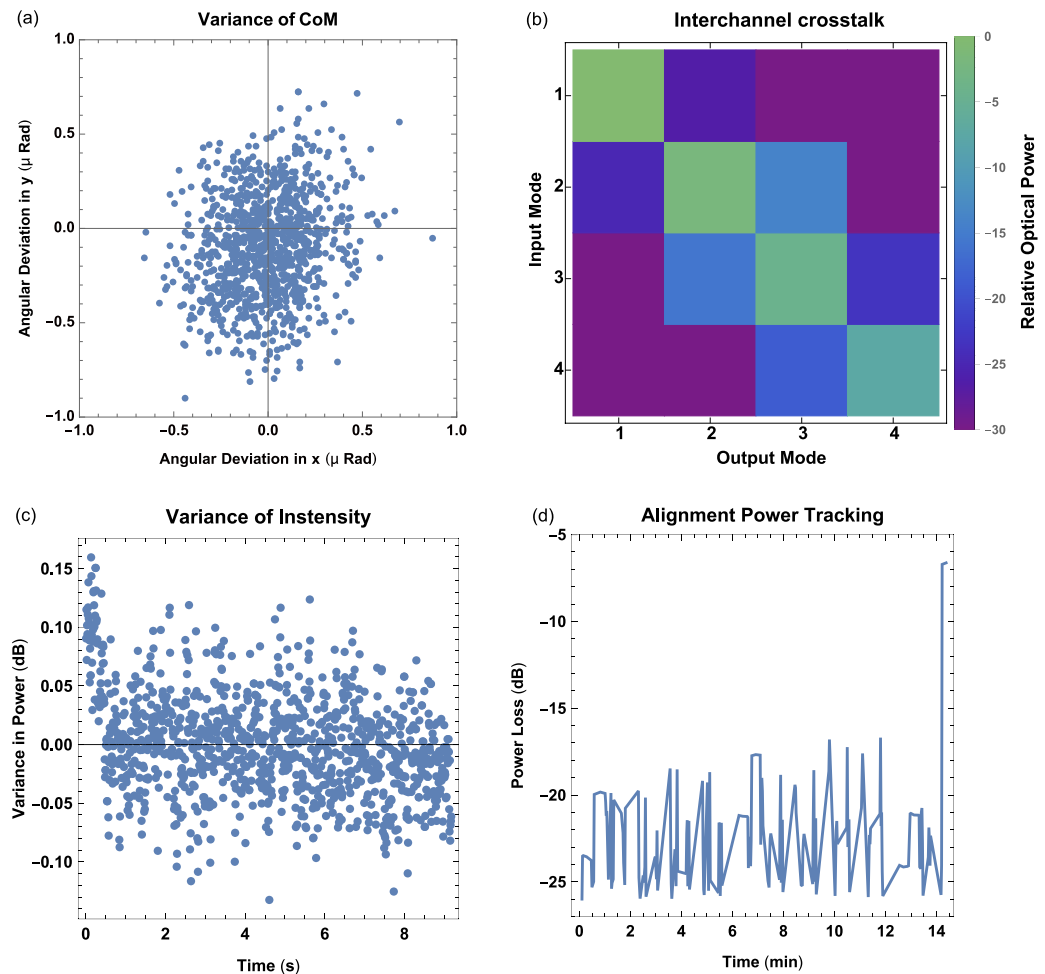 (a)
Variance of CoM
1.0
0.5
0.0
−0.5
−1.0
−1.0
−0.5
0.0
0.5
1.0
Angular Deviation in y (μ Rad)
Angular Deviation in x (μ Rad)
(b)
Interchannel crosstalk
1
2
3
4
Input Mode
1
2
3
4
Output Mode
0
−5
−10
−15
−20
−25
−30
Relative Optical Power
(c)
Variance of Instensity
0.15
0.10
0.05
0.00
−0.05
−0.10
Variance in Power (dB)
0
2
4
6
8
Time (s)
(d)
Alignment Power Tracking
−5
−10
−15
−20
−25
Power Loss (dB)
0
2
4
6
8
10
12
14
Time (min)